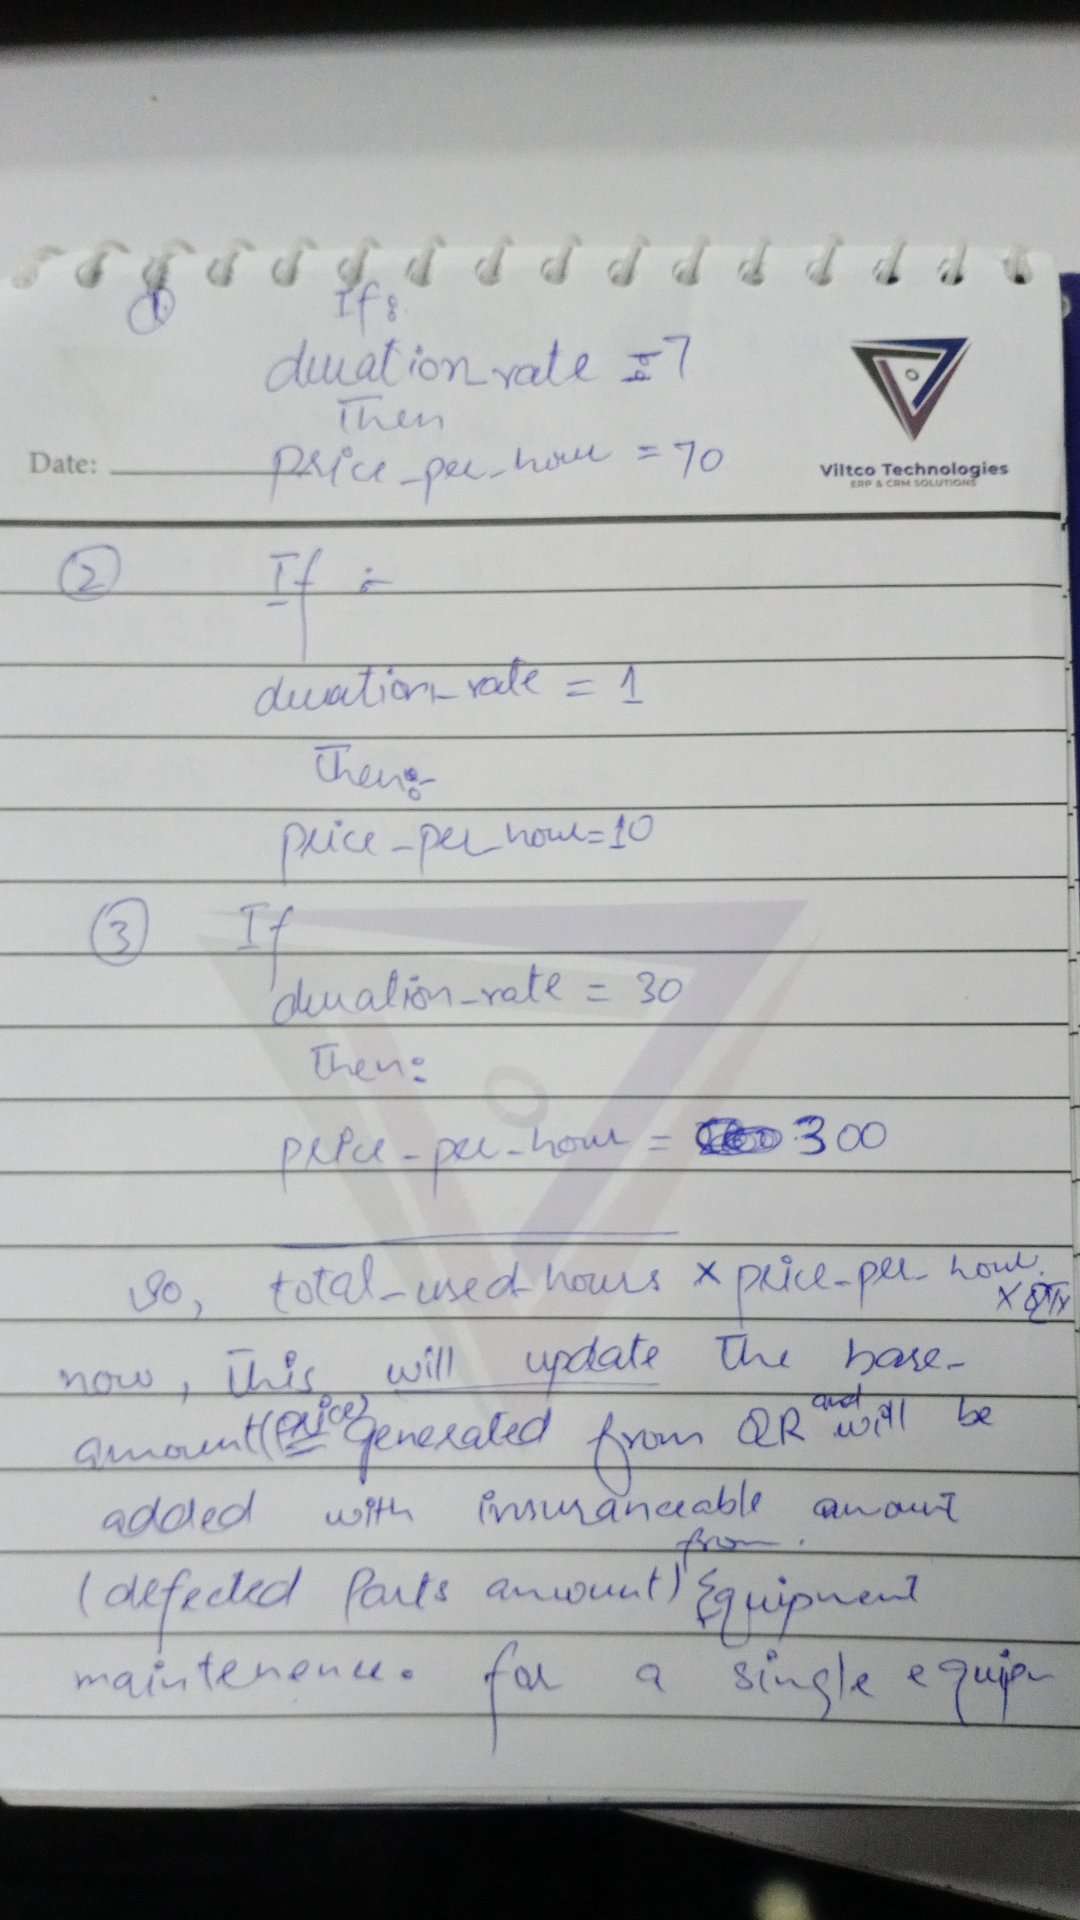 ① If:
duration_rate = 7
Then
Date: price_per_hour = 70
Viltco Technologies
ERP & CRM SOLUTIONS
② If :-
duration_rate = 1
Then:-
price_per_hour=10
③ If
duration_rate = 30
Then:
price_per_hour = 300
So, total_used_hours × price_per_hour.
× QTY
now, This will update the base-
amount(price) generated from QR and will be
added with insuranceable amount
(defected Parts amount) from Equipment
maintenence. for a single equipm